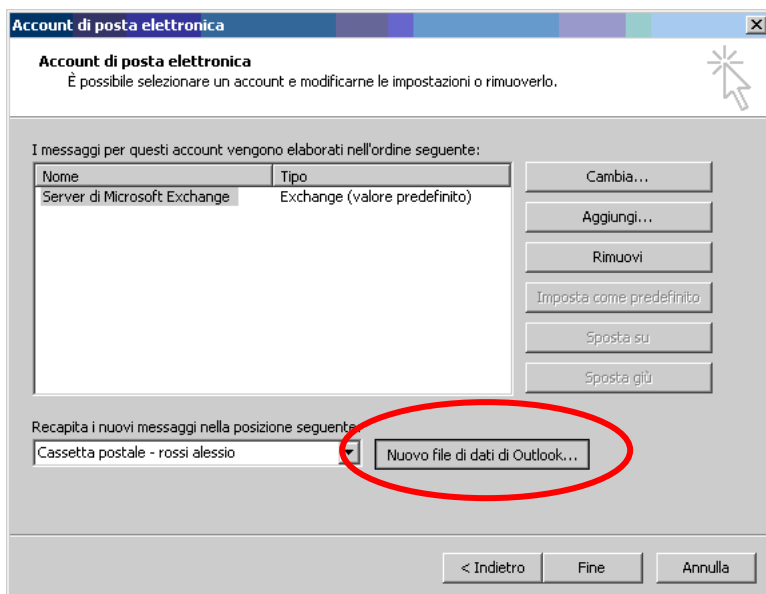 Account di posta elettronica
Account di posta elettronica
È possibile selezionare un account e modificarne le impostazioni o rimuoverlo.
I messaggi per questi account vengono elaborati nell'ordine seguente:
Nome Tipo
Server di Microsoft Exchange Exchange (valore predefinito)
Cambia...
Aggiungi...
Rimuovi
Imposta come predefinito
Sposta su
Sposta giù
Recapita i nuovi messaggi nella posizione seguente:
Cassetta postale - rossi alessio
Nuovo file di dati di Outlook...
< Indietro Fine Annulla